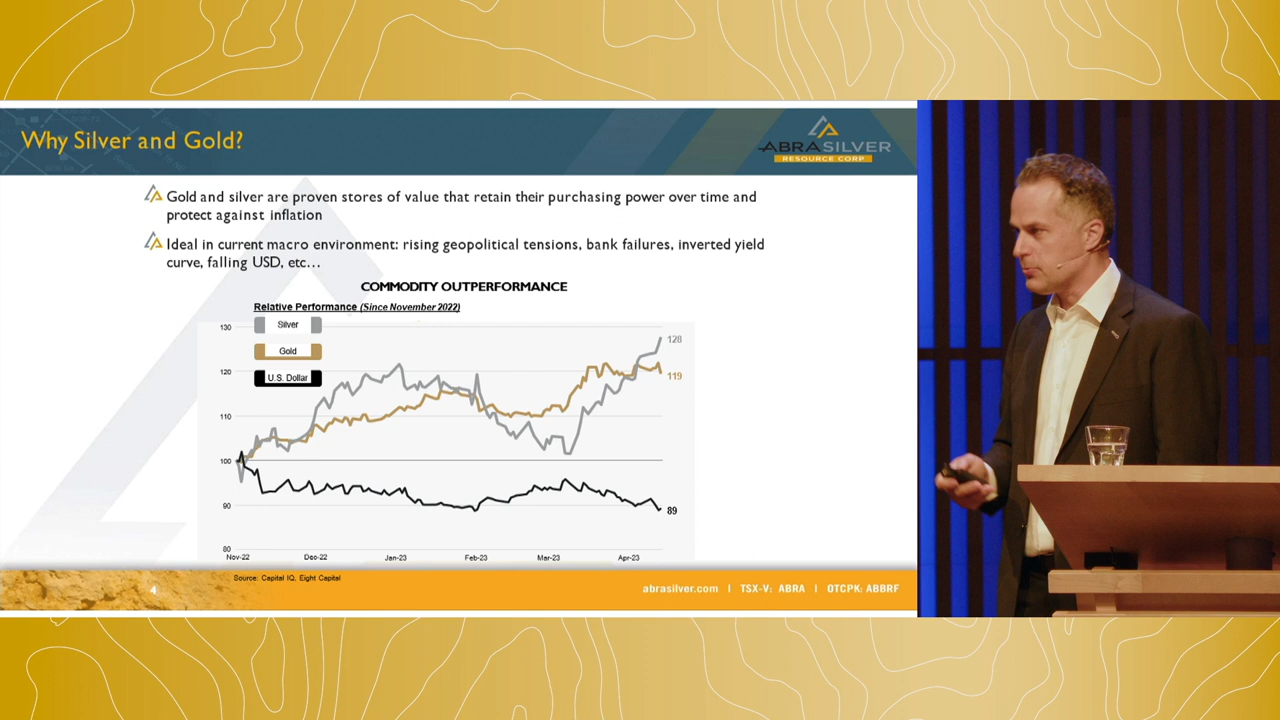 Why Silver and Gold?
ABRASILVER
RESOURCE CORP
Gold and silver are proven stores of value that retain their purchasing power over time and
protect against inflation
Ideal in current macro environment: rising geopolitical tensions, bank failures, inverted yield
curve, falling USD, etc…
COMMODITY OUTPERFORMANCE
Relative Performance (Since November 2022)
Silver
Gold
U.S. Dollar
130
120
110
100
90
80
128
119
89
Nov-22 Dec-22 Jan-23 Feb-23 Mar-23 Apr-23
Source: Capital IQ, Eight Capital
4
abrasilver.com | TSX-V: ABRA | OTCPK: ABBRF